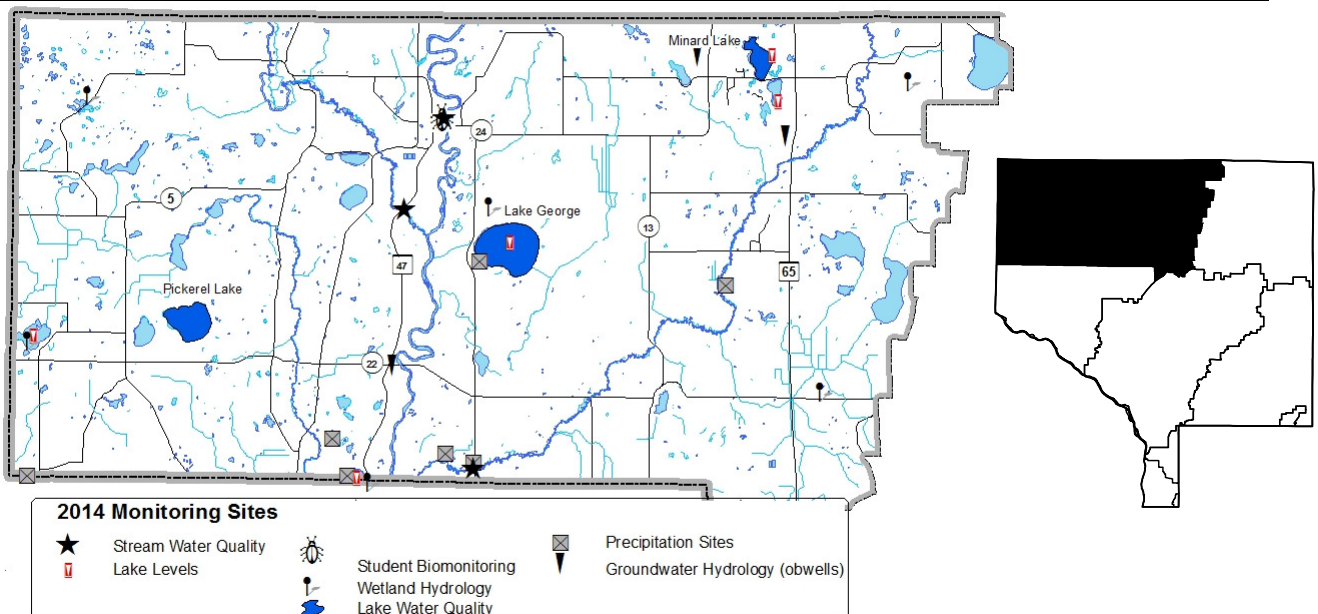 Minard Lake
24
5
Lake George
13
47
65
Pickerel Lake
22
2014 Monitoring Sites
Stream Water Quality
Lake Levels
Student Biomonitoring
Wetland Hydrology
Lake Water Quality
Precipitation Sites
Groundwater Hydrology (obwells)